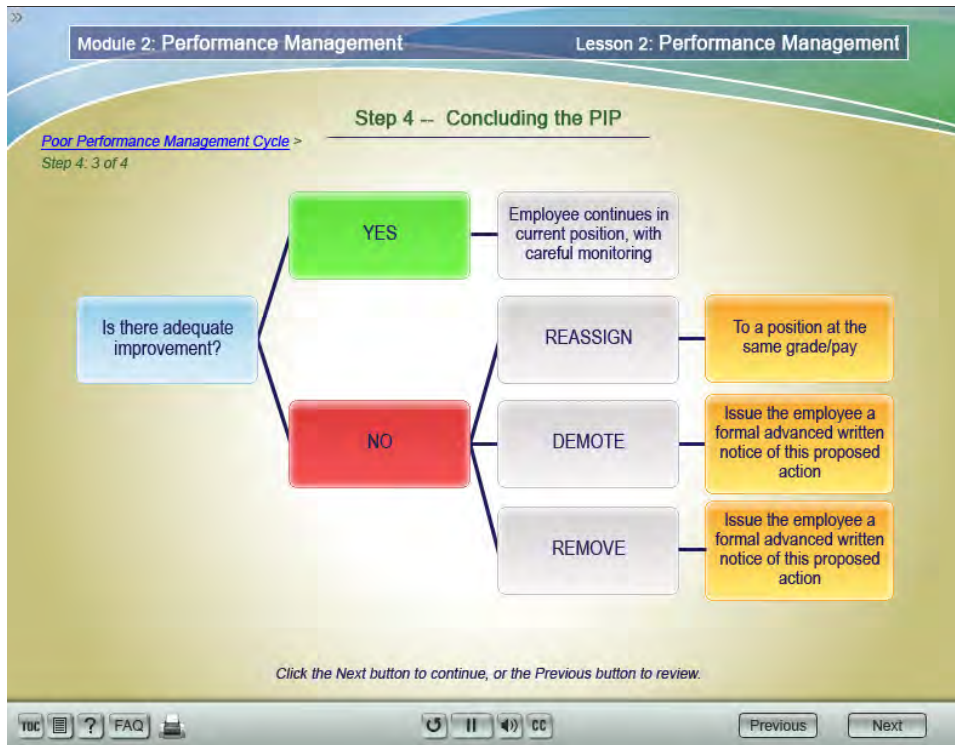 »
Module 2: Performance Management
Lesson 2: Performance Management
Step 4 -- Concluding the PIP
Poor Performance Management Cycle >
Step 4: 3 of 4
YES
Employee continues in
current position, with
careful monitoring
Is there adequate
improvement?
REASSIGN
To a position at the
same grade/pay
NO
DEMOTE
Issue the employee a
formal advanced written
notice of this proposed
action
REMOVE
Issue the employee a
formal advanced written
notice of this proposed
action
Click the Next button to continue, or the Previous button to review.
TOC
?
FAQ
CC
Previous
Next